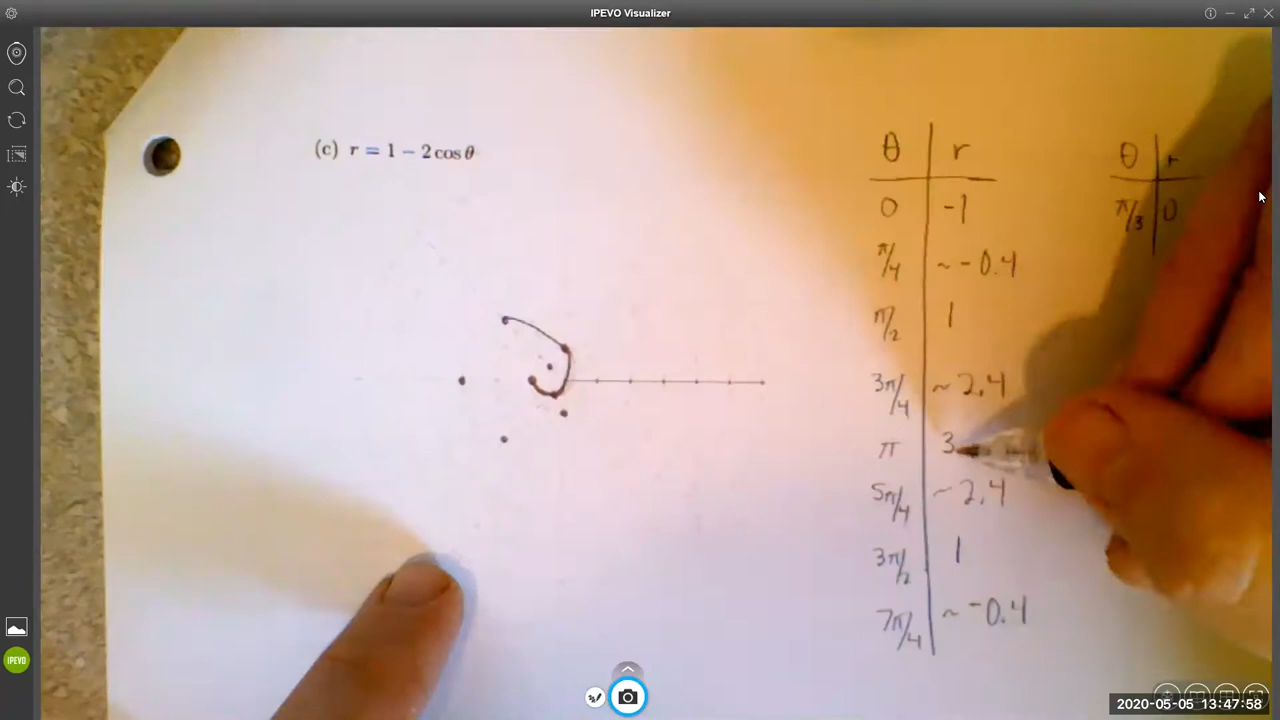 IPEVO Visualizer
(c) r = 1 − 2 cos θ
θ r
0 -1
π/4 ~ -0.4
π/2 1
3π/4 ~ 2.4
π 3
5π/4 ~ 2.4
3π/2 1
7π/4 ~ -0.4
θ r
π/3 0
IPEVO
2020-05-05 13:47:58